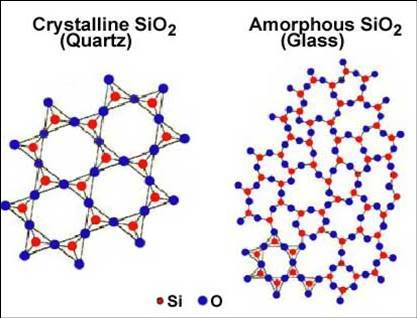 Crystalline SiO₂
(Quartz)
Amorphous SiO₂
(Glass)
Si O